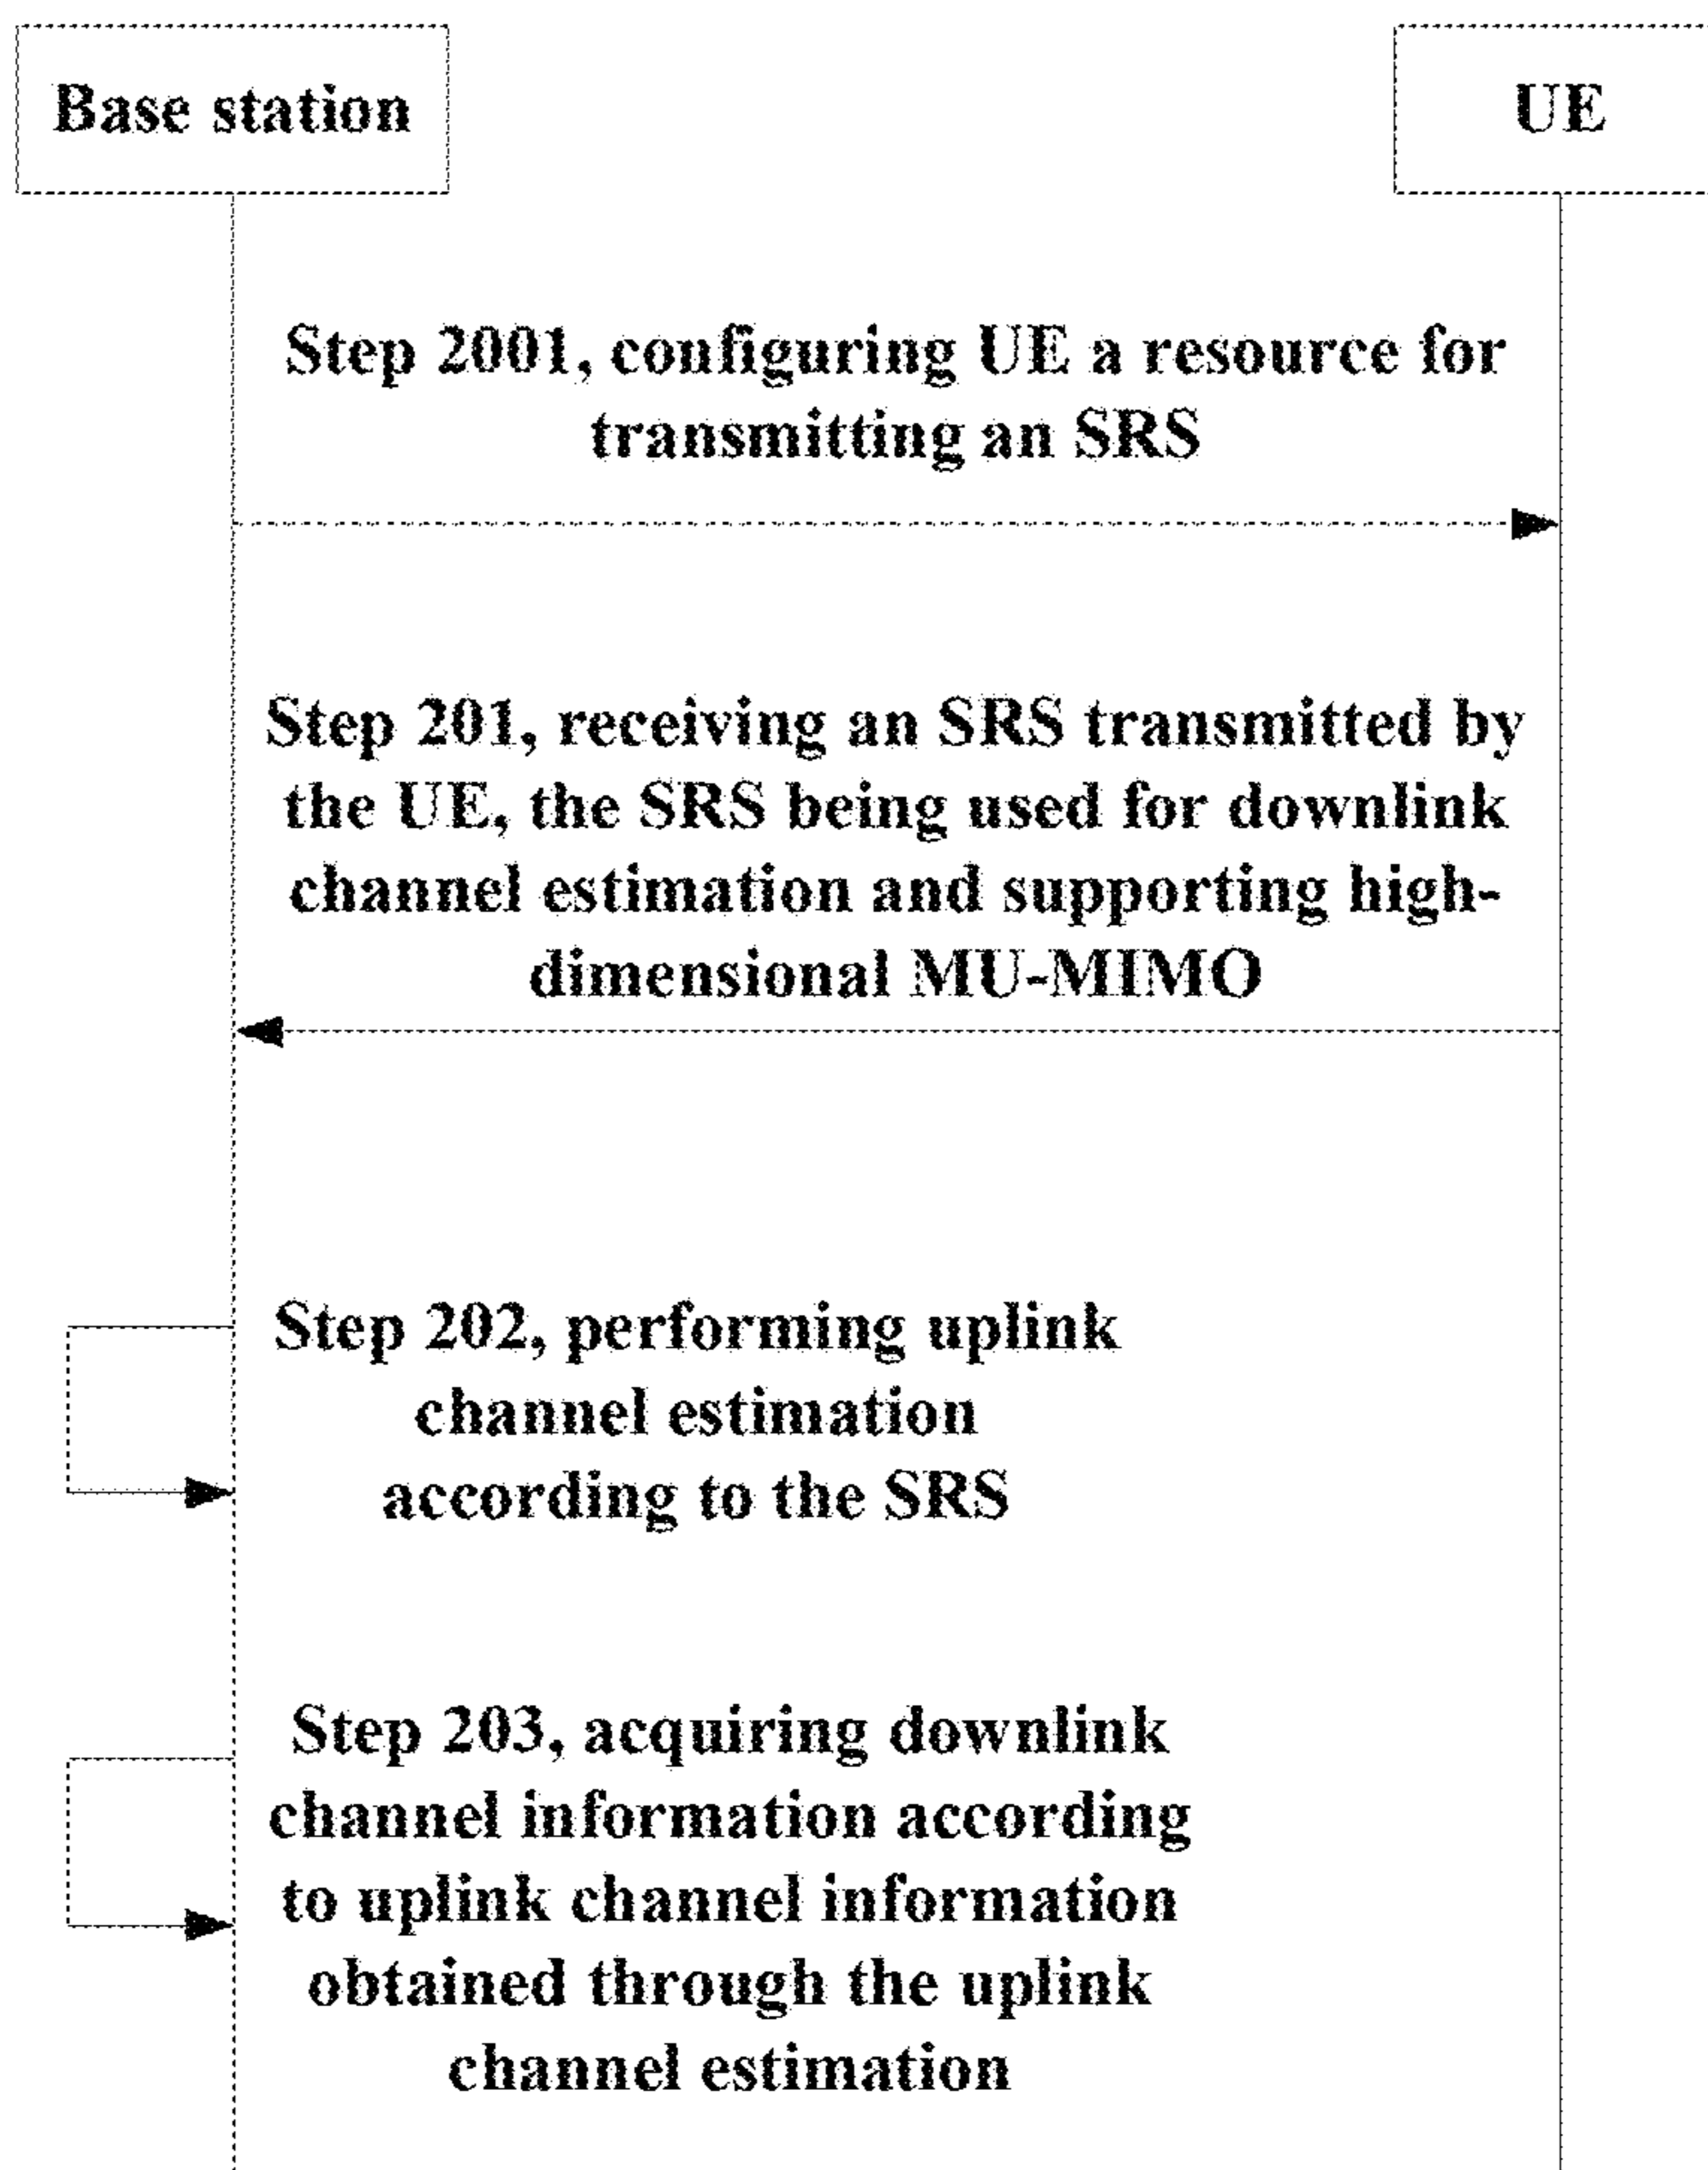 Base station
UE
Step 2001, configuring UE a resource for
transmitting an SRS
Step 201, receiving an SRS transmitted by
the UE, the SRS being used for downlink
channel estimation and supporting high-
dimensional MU-MIMO
Step 202, performing uplink
channel estimation
according to the SRS
Step 203, acquiring downlink
channel information according
to uplink channel information
obtained through the uplink
channel estimation